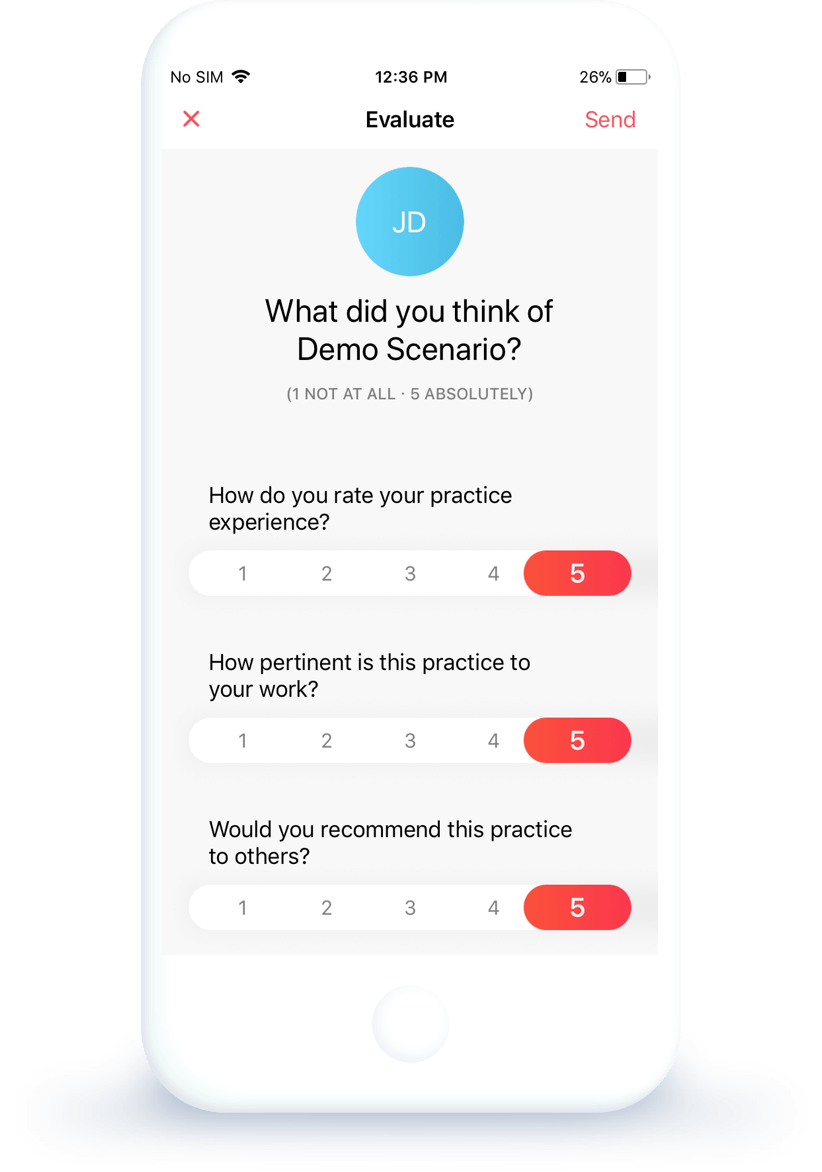 No SIM 12:36 PM 26%
× Evaluate Send
JD
What did you think of
Demo Scenario?
(1 NOT AT ALL · 5 ABSOLUTELY)
How do you rate your practice
experience?
1 2 3 4 5
How pertinent is this practice to
your work?
1 2 3 4 5
Would you recommend this practice
to others?
1 2 3 4 5